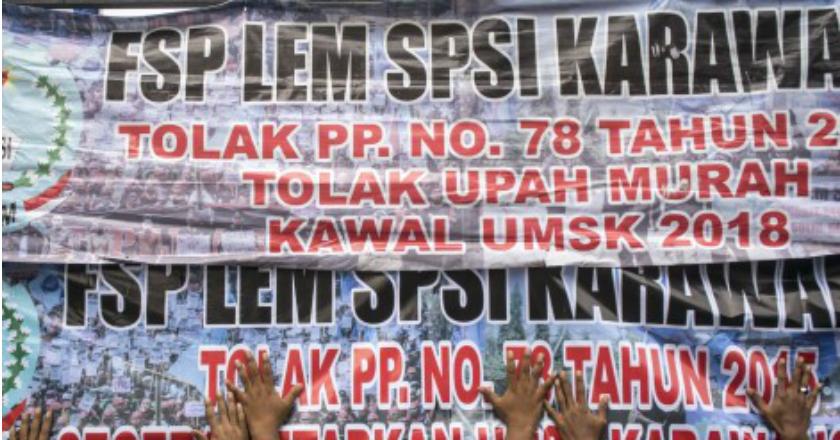 FSP LEM SPSI KARAWA
TOLAK PP. NO. 78 TAHUN 2
TOLAK UPAH MURAH
KAWAL UMSK 2018
FSP LEM SPSI KARAWA
TOLAK PP. NO. 78 TAHUN 2015